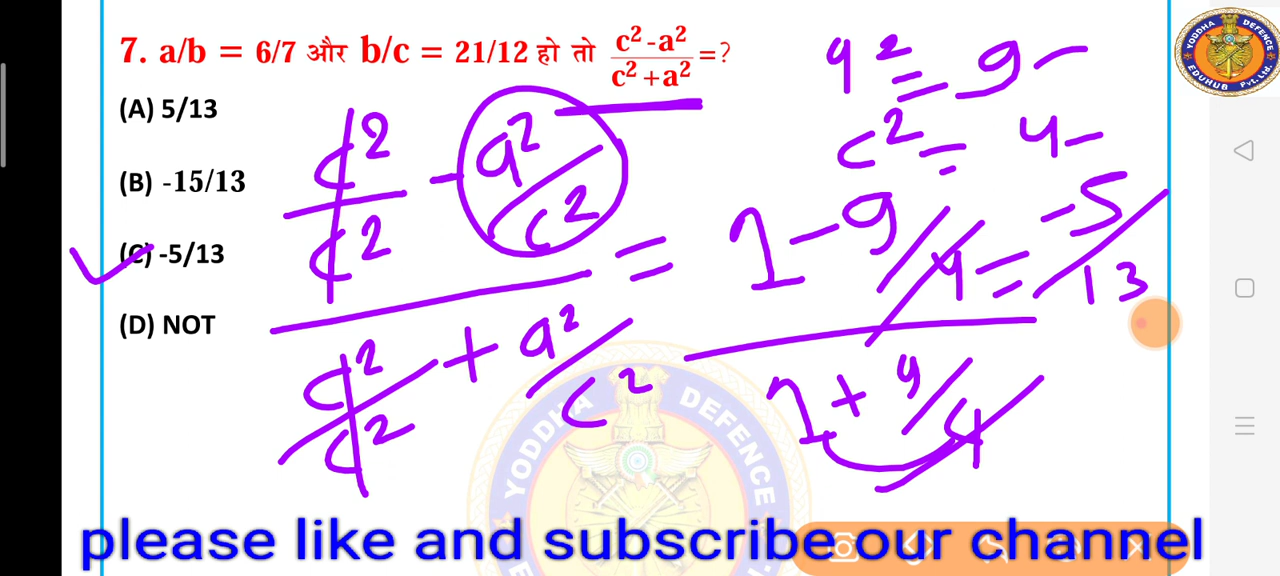 7. a/b = 6/7 और b/c = 21/12 हो तो (c² - a²)/(c² + a²) = ?
(A) 5/13
(B) -15/13
(C) -5/13
(D) NOT
a² = 9
c² = 4
c²/c² - a²/c² = 1 - 9/4 = -5/13
c²/c² + a²/c² 1 + 9/4
YODDHA DEFENCE
YODDHA DEFENCE
EDUHUB Pvt. Ltd.
please like and subscribe our channel